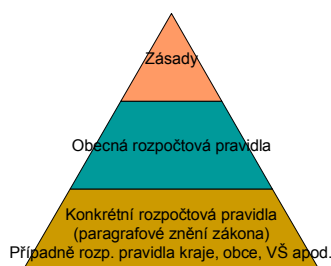 Zásady
Obecná rozpočtová pravidla
Konkrétní rozpočtová pravidla
(paragrafové znění zákona)
Případně rozp. pravidla kraje, obce, VŠ apod.